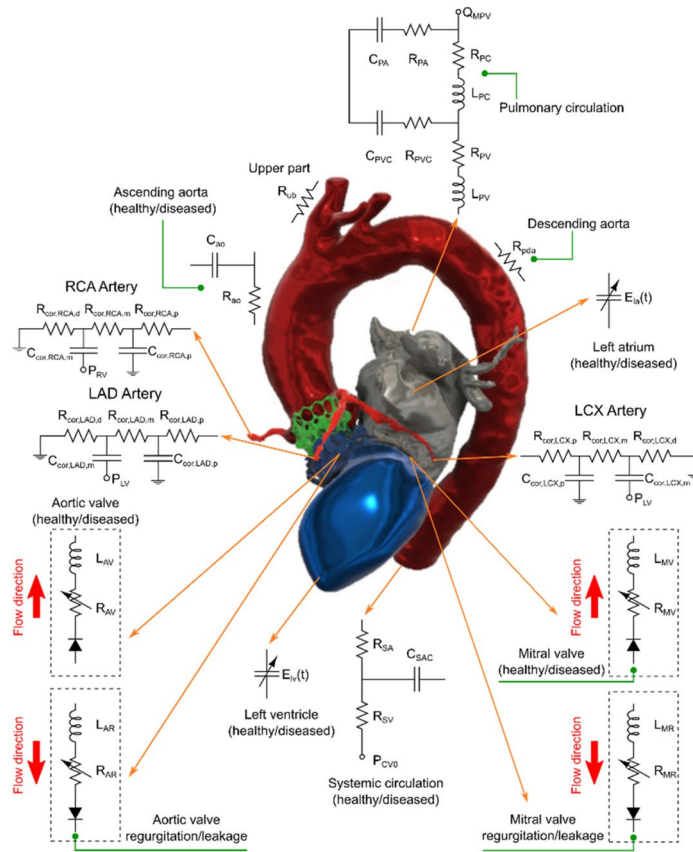 Q_MPV
C_PA
R_PA
R_PC
L_PC
Pulmonary circulation
C_PVC
R_PVC
R_PV
L_PV
Upper part
R_ub
Ascending aorta
(healthy/diseased)
C_ao
R_ao
Descending aorta
R_pda
E_la(t)
Left atrium
(healthy/diseased)
RCA Artery
R_cor,RCA,d R_cor,RCA,m R_cor,RCA,p
C_cor,RCA,m
C_cor,RCA,p
P_RV
LAD Artery
R_cor,LAD,d R_cor,LAD,m R_cor,LAD,p
C_cor,LAD,m
C_cor,LAD,p
P_LV
LCX Artery
R_cor,LCX,p R_cor,LCX,m R_cor,LCX,d
C_cor,LCX,p
C_cor,LCX,m
P_LV
Aortic valve
(healthy/diseased)
Flow direction
L_AV
R_AV
Flow direction
L_AR
R_AR
Aortic valve
regurgitation/leakage
E_lv(t)
Left ventricle
(healthy/diseased)
R_SA
C_SAC
R_SV
P_CV0
Systemic circulation
(healthy/diseased)
Flow direction
L_MV
R_MV
Mitral valve
(healthy/diseased)
Flow direction
L_MR
R_MR
Mitral valve
regurgitation/leakage